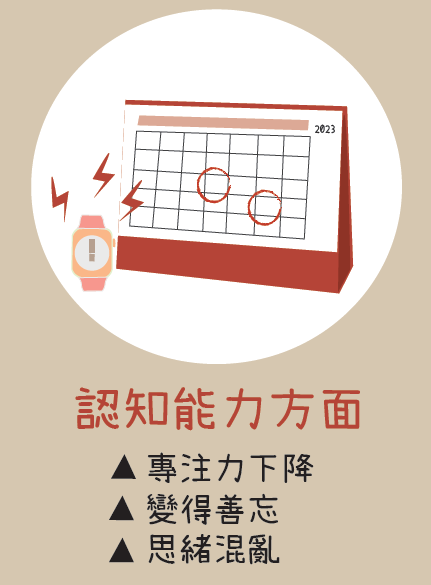 2023
!
認知能力方面
▲ 專注力下降
▲ 變得善忘
▲ 思緒混亂